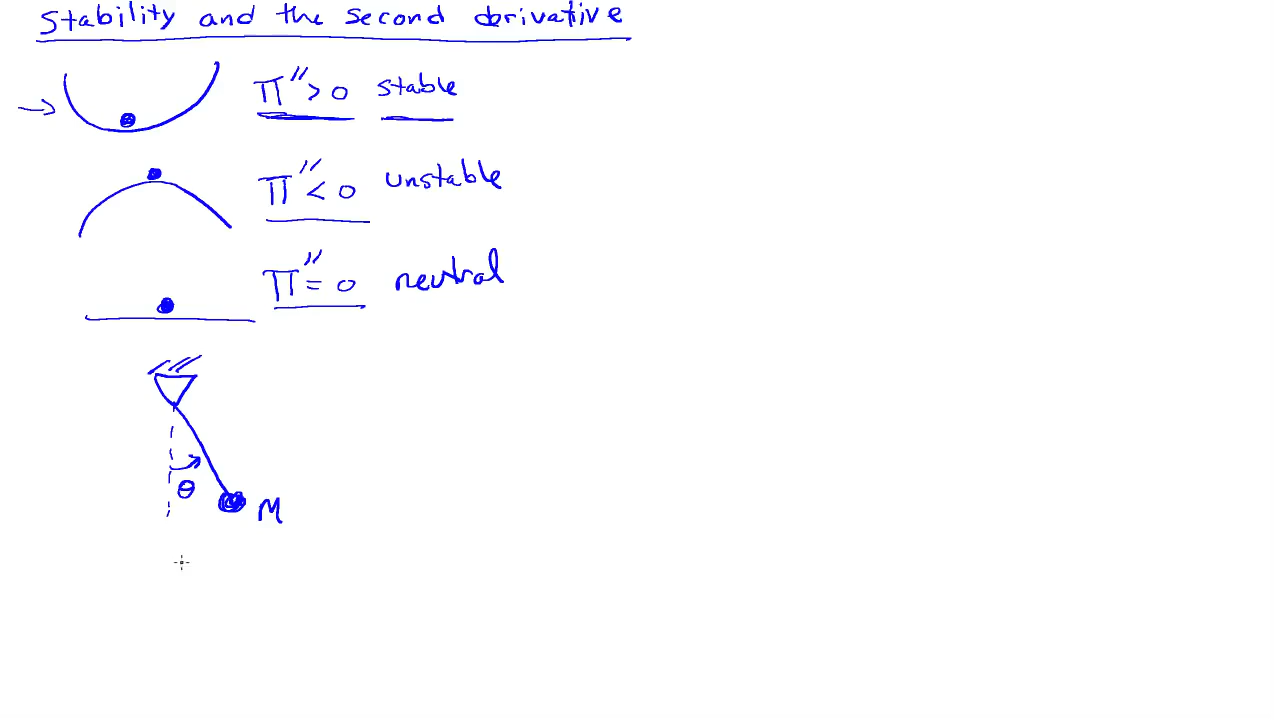 Stability and the second derivative
Π'' > 0 stable
Π'' < 0 unstable
Π'' = 0 neutral
θ
M